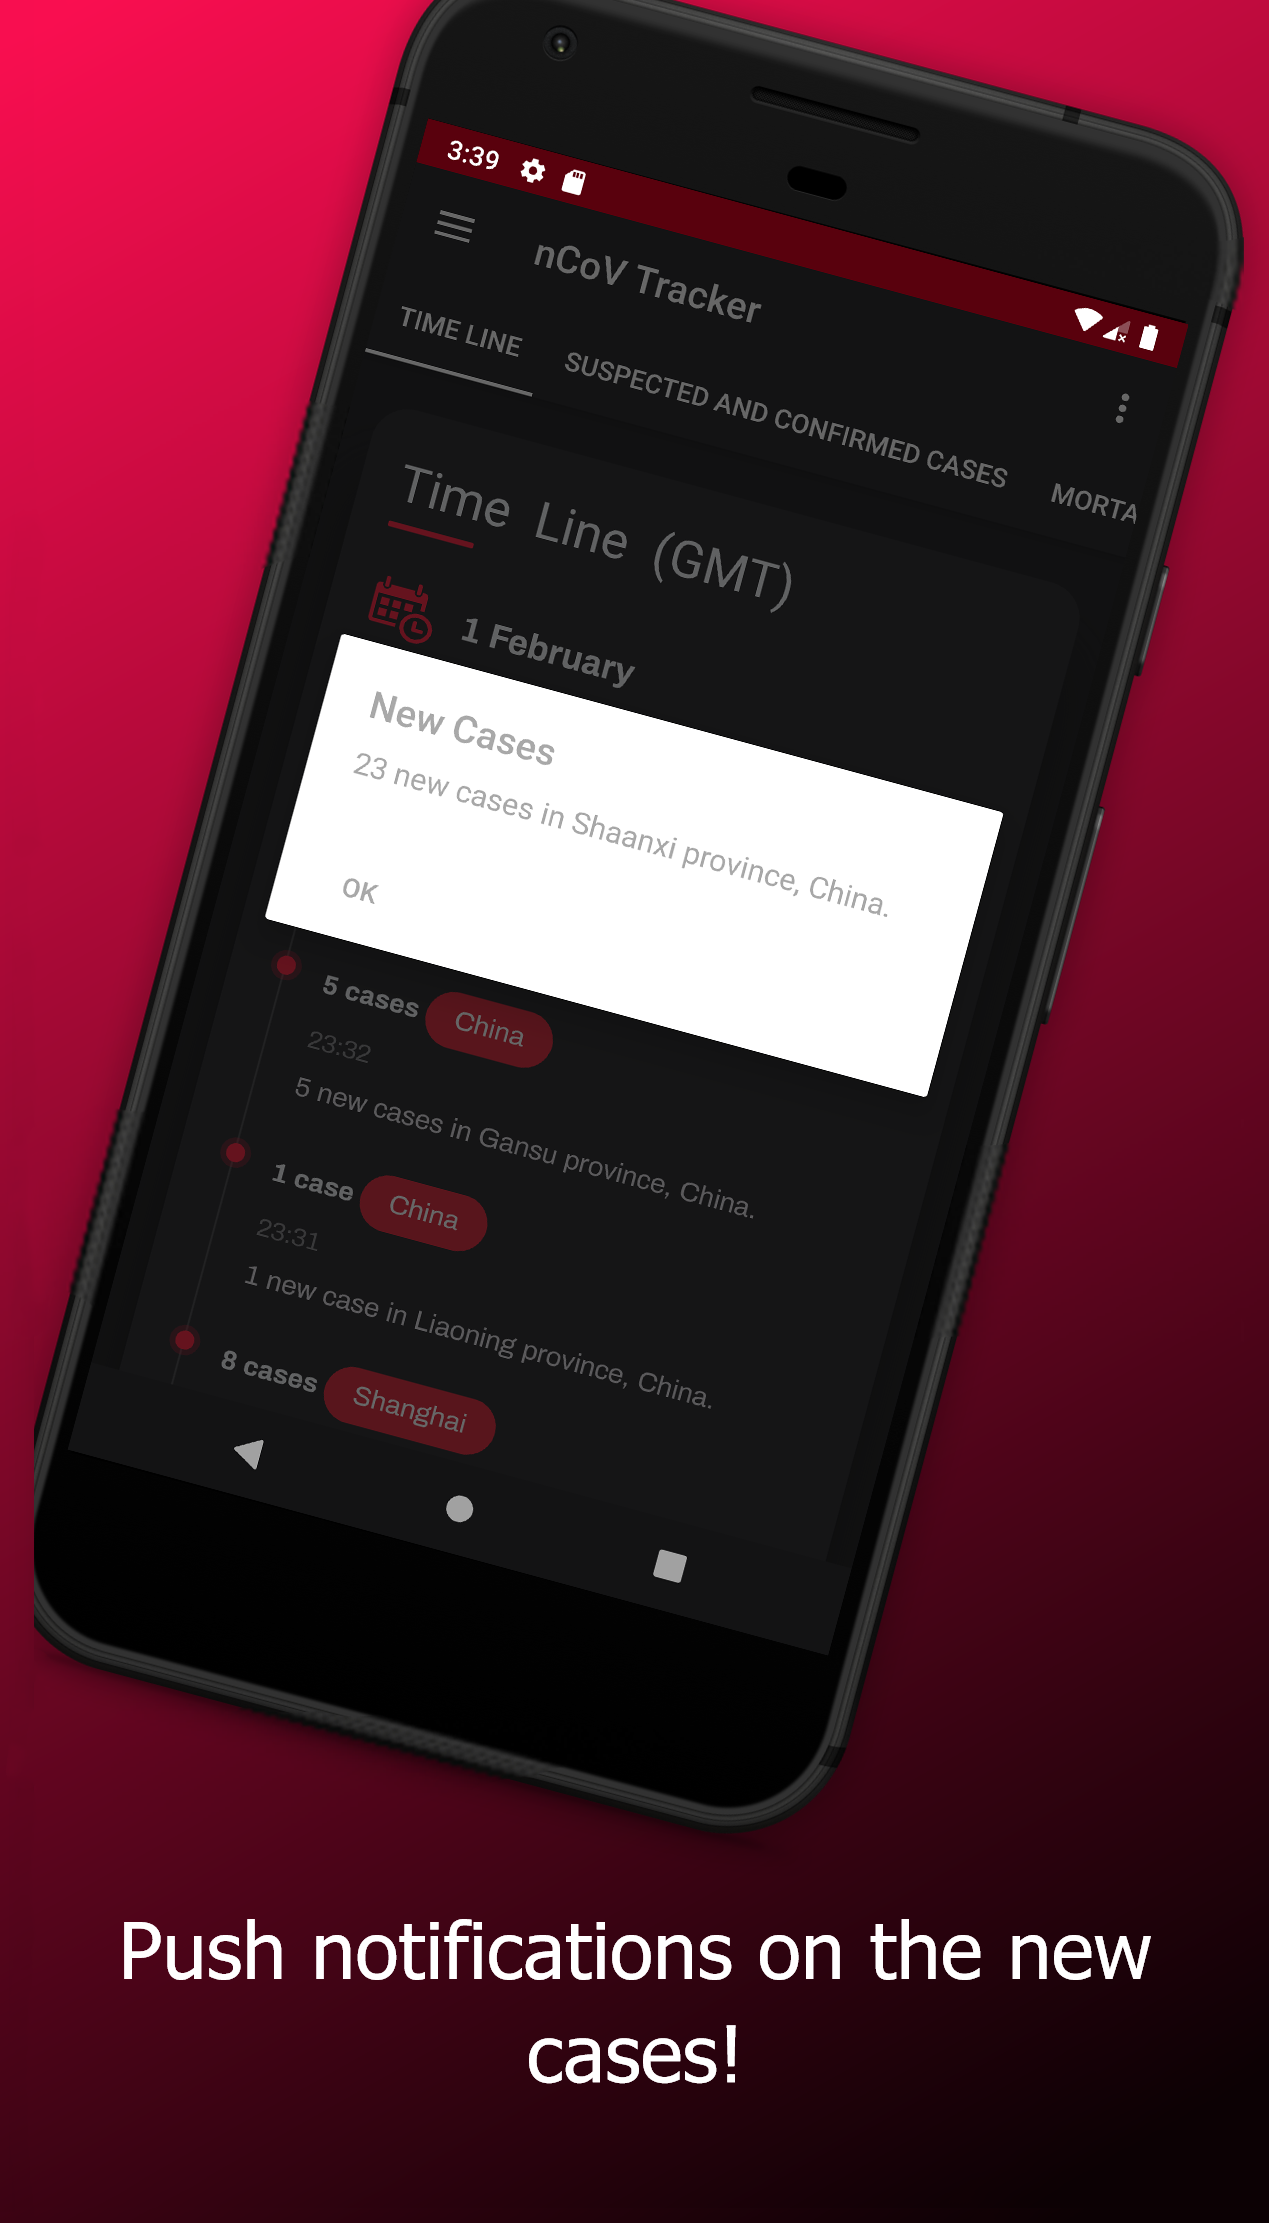 3:39
nCoV Tracker
TIME LINE SUSPECTED AND CONFIRMED CASES MORTA
Time Line (GMT)
1 February
New Cases
23 new cases in Shaanxi province, China.
OK
5 cases China
23:32
5 new cases in Gansu province, China.
1 case China
23:31
1 new case in Liaoning province, China.
8 cases Shanghai
Push notifications on the new
cases!